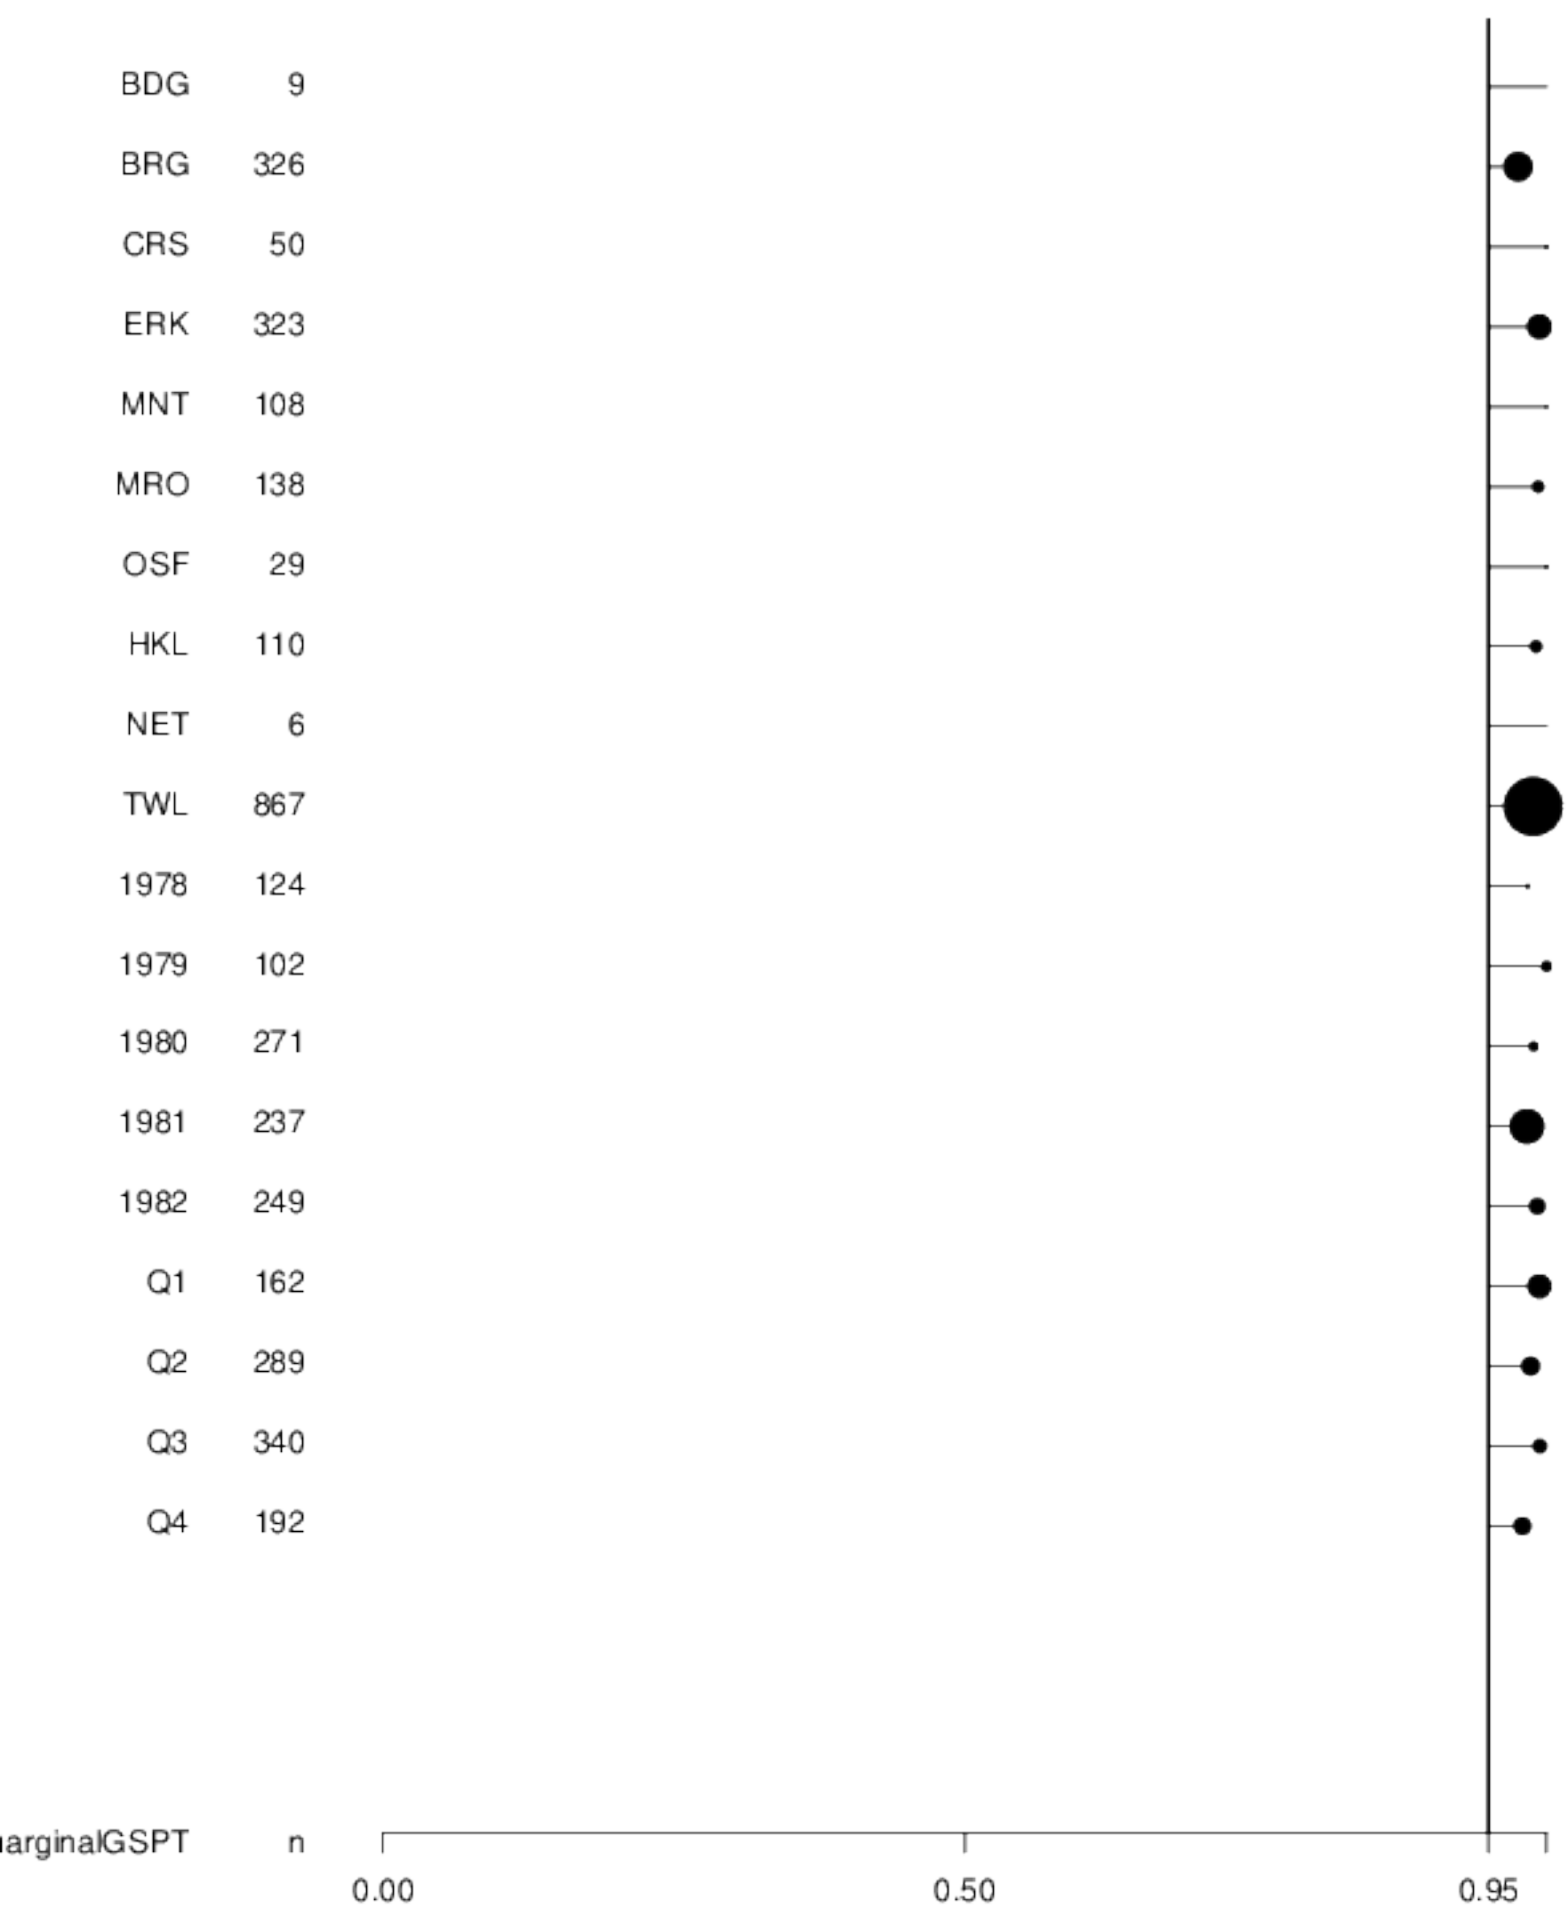 BDG 9
BRG 326
CRS 50
ERK 323
MNT 108
MRO 138
OSF 29
HKL 110
NET 6
TWL 867
1978 124
1979 102
1980 271
1981 237
1982 249
Q1 162
Q2 289
Q3 340
Q4 192
arginalGSPT n
0.00 0.50 0.95